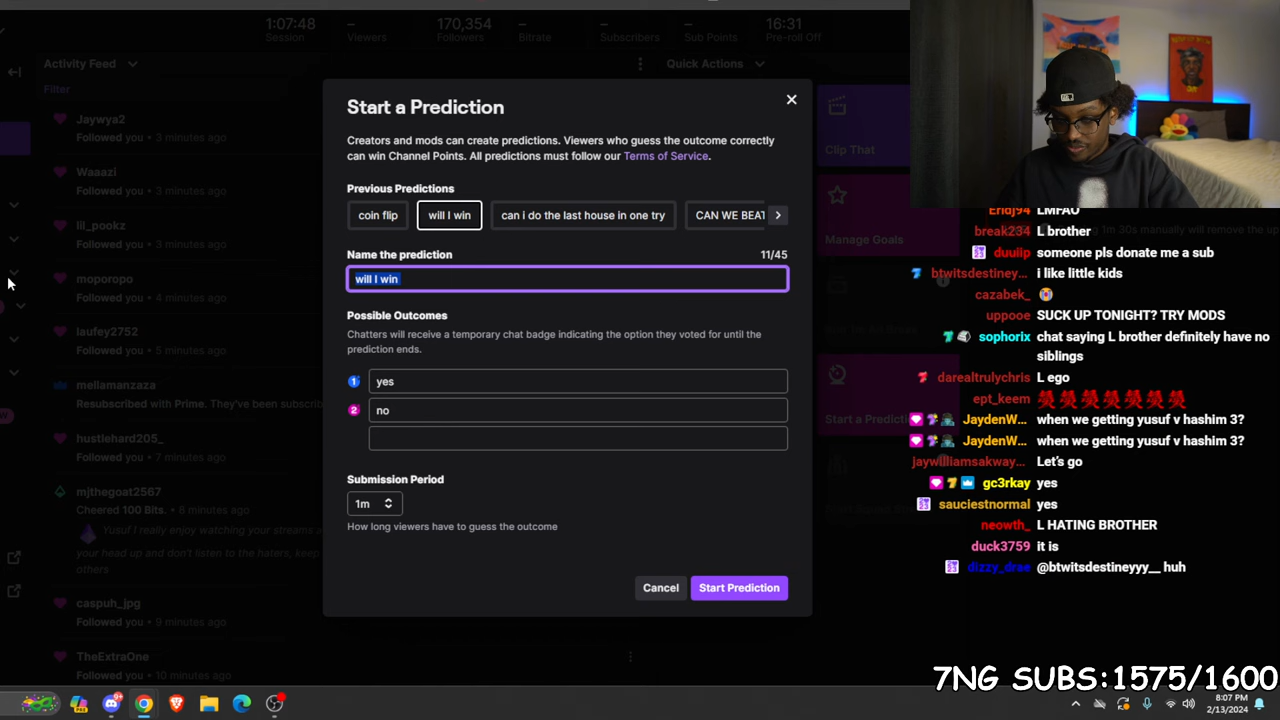 1:07:48
Session
–
Viewers
170,354
Followers
–
Bitrate
–
Subscribers
–
Sub Points
16:31
Pre-roll Off
Activity Feed
Filter
Jaywya2
Followed you • 3 minutes ago
Waaazi
Followed you • 3 minutes ago
lil_pookz
Followed you • 3 minutes ago
moporopo
Followed you • 4 minutes ago
laufey2752
Followed you • 5 minutes ago
mellamanzaza
Resubscribed with Prime. They've been subscrib
hustlehard205_
Followed you • 7 minutes ago
mjthegoat2567
Cheered 100 Bits. • 8 minutes ago
Yusuf I really enjoy watching your streams a
your head up and don't listen to the haters, keep
others
caspuh_jpg
Followed you • 9 minutes ago
TheExtraOne
Followed you • 10 minutes ago
Start a Prediction
Creators and mods can create predictions. Viewers who guess the outcome correctly
can win Channel Points. All predictions must follow our Terms of Service.
Previous Predictions
coin flip
will I win
can i do the last house in one try
CAN WE BEAT
Name the prediction
11/45
will I win
Possible Outcomes
Chatters will receive a temporary chat badge indicating the option they voted for until the
prediction ends.
1 yes
2 no
Submission Period
1m
How long viewers have to guess the outcome
Cancel
Start Prediction
Quick Actions
Clip That
Manage Goals
Start a Predicti
Eridj94 LMFAO
break234 L brother
duuilp someone pls donate me a sub
btwitsdestiney... i like little kids
cazabek_
uppooe SUCK UP TONIGHT? TRY MODS
sophorix chat saying L brother definitely have no
siblings
darealtrulychris L ego
ept_keem
JaydenW... when we getting yusuf v hashim 3?
JaydenW... when we getting yusuf v hashim 3?
jaywilliamsakway... Let's go
gc3rkay yes
sauciestnormal yes
neowth_ L HATING BROTHER
duck3759 it is
dizzy_drae @btwitsdestineyyy__ huh
7NG SUBS:1575/1600
8:07 PM
2/13/2024